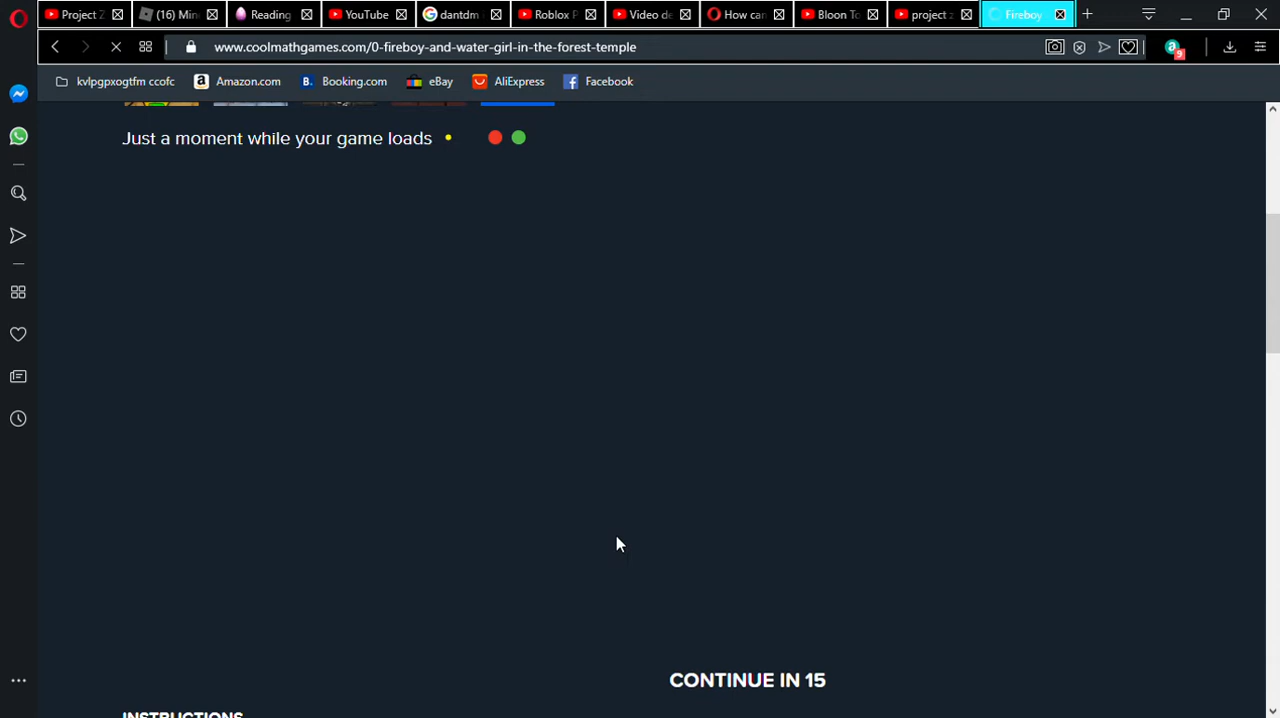 Project Z
(16) Mine
Reading
YouTube
dantdm
Roblox P
Video de
How can
Bloon To
project z
Fireboy
www.coolmathgames.com/0-fireboy-and-water-girl-in-the-forest-temple
9
kvlpgpxogtfm ccofc
Amazon.com
B. Booking.com
eBay
AliExpress
Facebook
Just a moment while your game loads
CONTINUE IN 15
INSTRUCTIONS